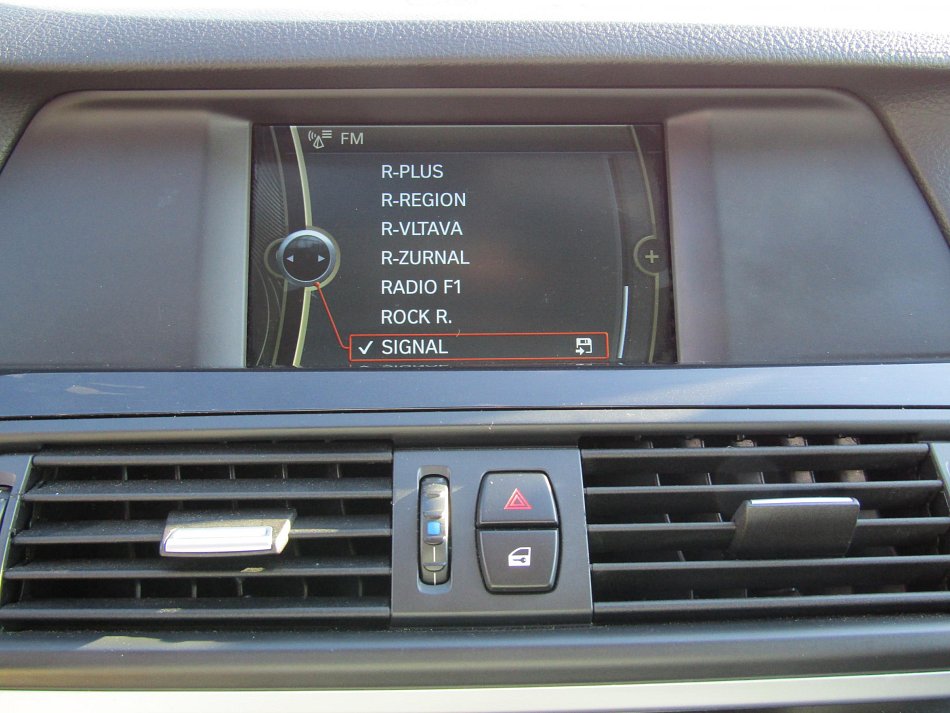 FM
R-PLUS
R-REGION
R-VLTAVA
R-ZURNAL
RADIO F1
ROCK R.
SIGNAL